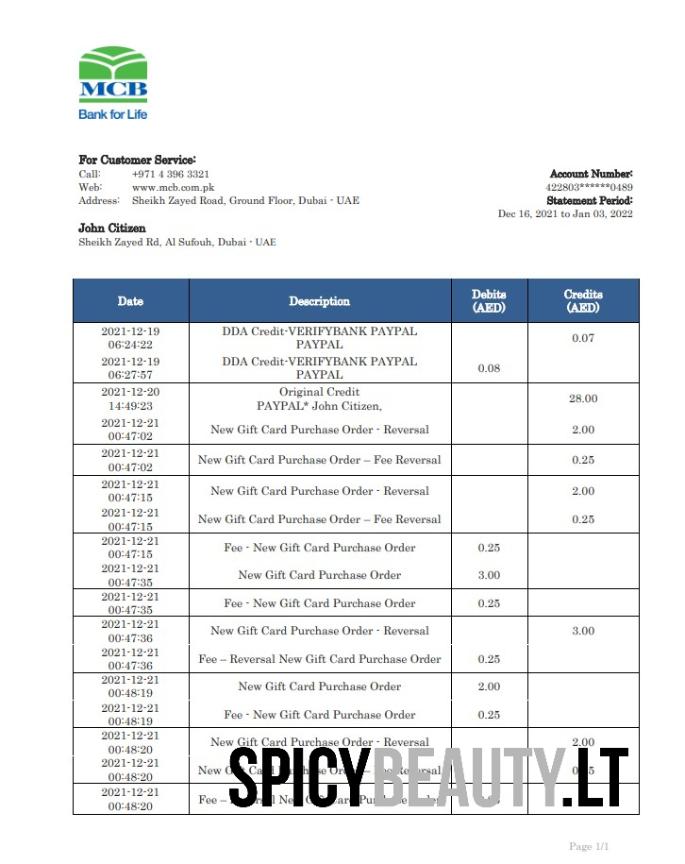 MCB
Bank for Life
For Customer Service:
Call: +971 4 396 3321
Web: www.mcb.com.pk
Address: Sheikh Zayed Road, Ground Floor, Dubai - UAE
Account Number:
422803******0489
Statement Period:
Dec 16, 2021 to Jan 03, 2022
John Citizen
Sheikh Zayed Rd, Al Sufouh, Dubai - UAE
Date Description Debits (AED) Credits (AED)
2021-12-19 06:24:22 DDA Credit-VERIFYBANK PAYPAL PAYPAL 0.07
2021-12-19 06:27:57 DDA Credit-VERIFYBANK PAYPAL PAYPAL 0.08
2021-12-20 14:49:23 Original Credit PAYPAL* John Citizen, 28.00
2021-12-21 00:47:02 New Gift Card Purchase Order - Reversal 2.00
2021-12-21 00:47:02 New Gift Card Purchase Order – Fee Reversal 0.25
2021-12-21 00:47:15 New Gift Card Purchase Order - Reversal 2.00
2021-12-21 00:47:15 New Gift Card Purchase Order – Fee Reversal 0.25
2021-12-21 00:47:15 Fee - New Gift Card Purchase Order 0.25
2021-12-21 00:47:35 New Gift Card Purchase Order 3.00
2021-12-21 00:47:35 Fee - New Gift Card Purchase Order 0.25
2021-12-21 00:47:36 New Gift Card Purchase Order - Reversal 3.00
2021-12-21 00:47:36 Fee – Reversal New Gift Card Purchase Order 0.25
2021-12-21 00:48:19 New Gift Card Purchase Order 2.00
2021-12-21 00:48:19 Fee - New Gift Card Purchase Order 0.25
2021-12-21 00:48:20 New Gift Card Purchase Order - Reversal 2.00
2021-12-21 00:48:20 New
2021-12-21 00:48:20 Fee –
SPICYBEAUTY.LT
Page 1/1